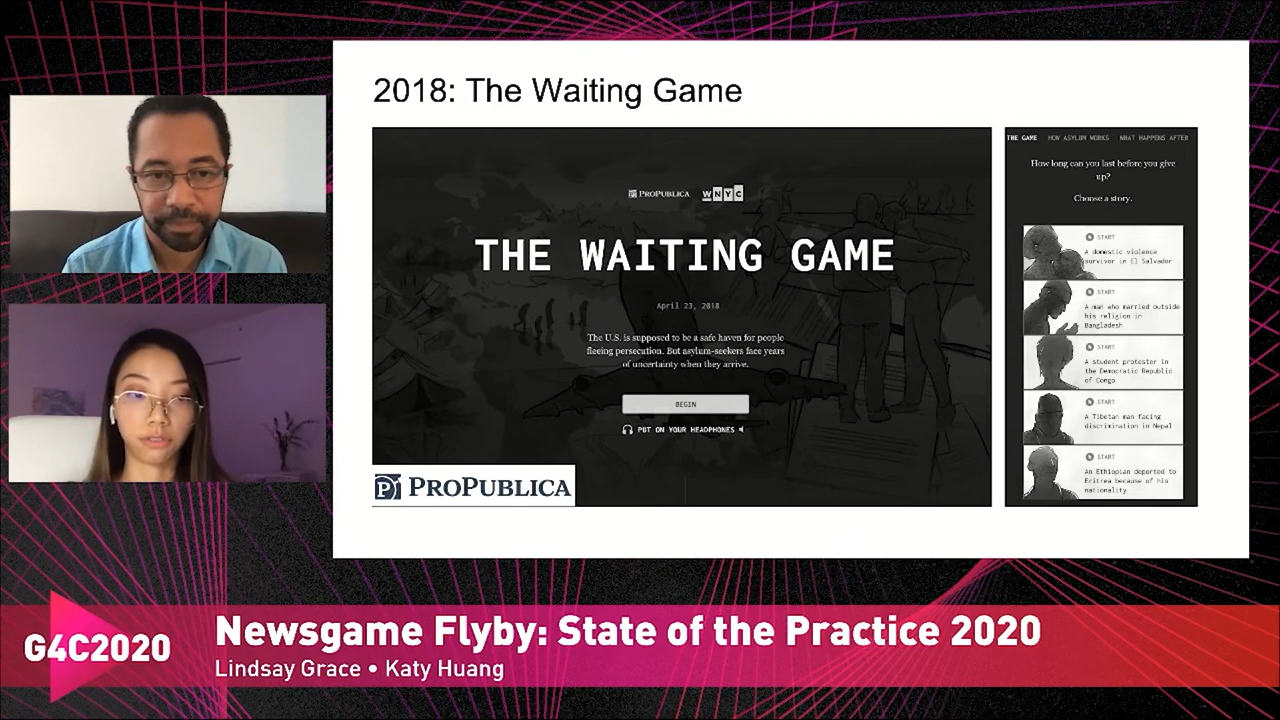 2018: The Waiting Game
PROPUBLICA WNYC
THE WAITING GAME
April 23, 2018
The U.S. is supposed to be a safe haven for people
fleeing persecution. But asylum-seekers face years
of uncertainty when they arrive.
BEGIN
PUT ON YOUR HEADPHONES
PROPUBLICA
THE GAME HOW ASYLUM WORKS WHAT HAPPENS AFTER
How long can you last before you give
up?
Choose a story.
START
A domestic violence
survivor in El Salvador
START
A man who married outside
his religion in
Bangladesh
START
A student protester in
the Democratic Republic
of Congo
START
A Tibetan man facing
discrimination in Nepal
START
An Ethiopian deported to
Eritrea because of his
nationality
G4C2020
Newsgame Flyby: State of the Practice 2020
Lindsay Grace • Katy Huang